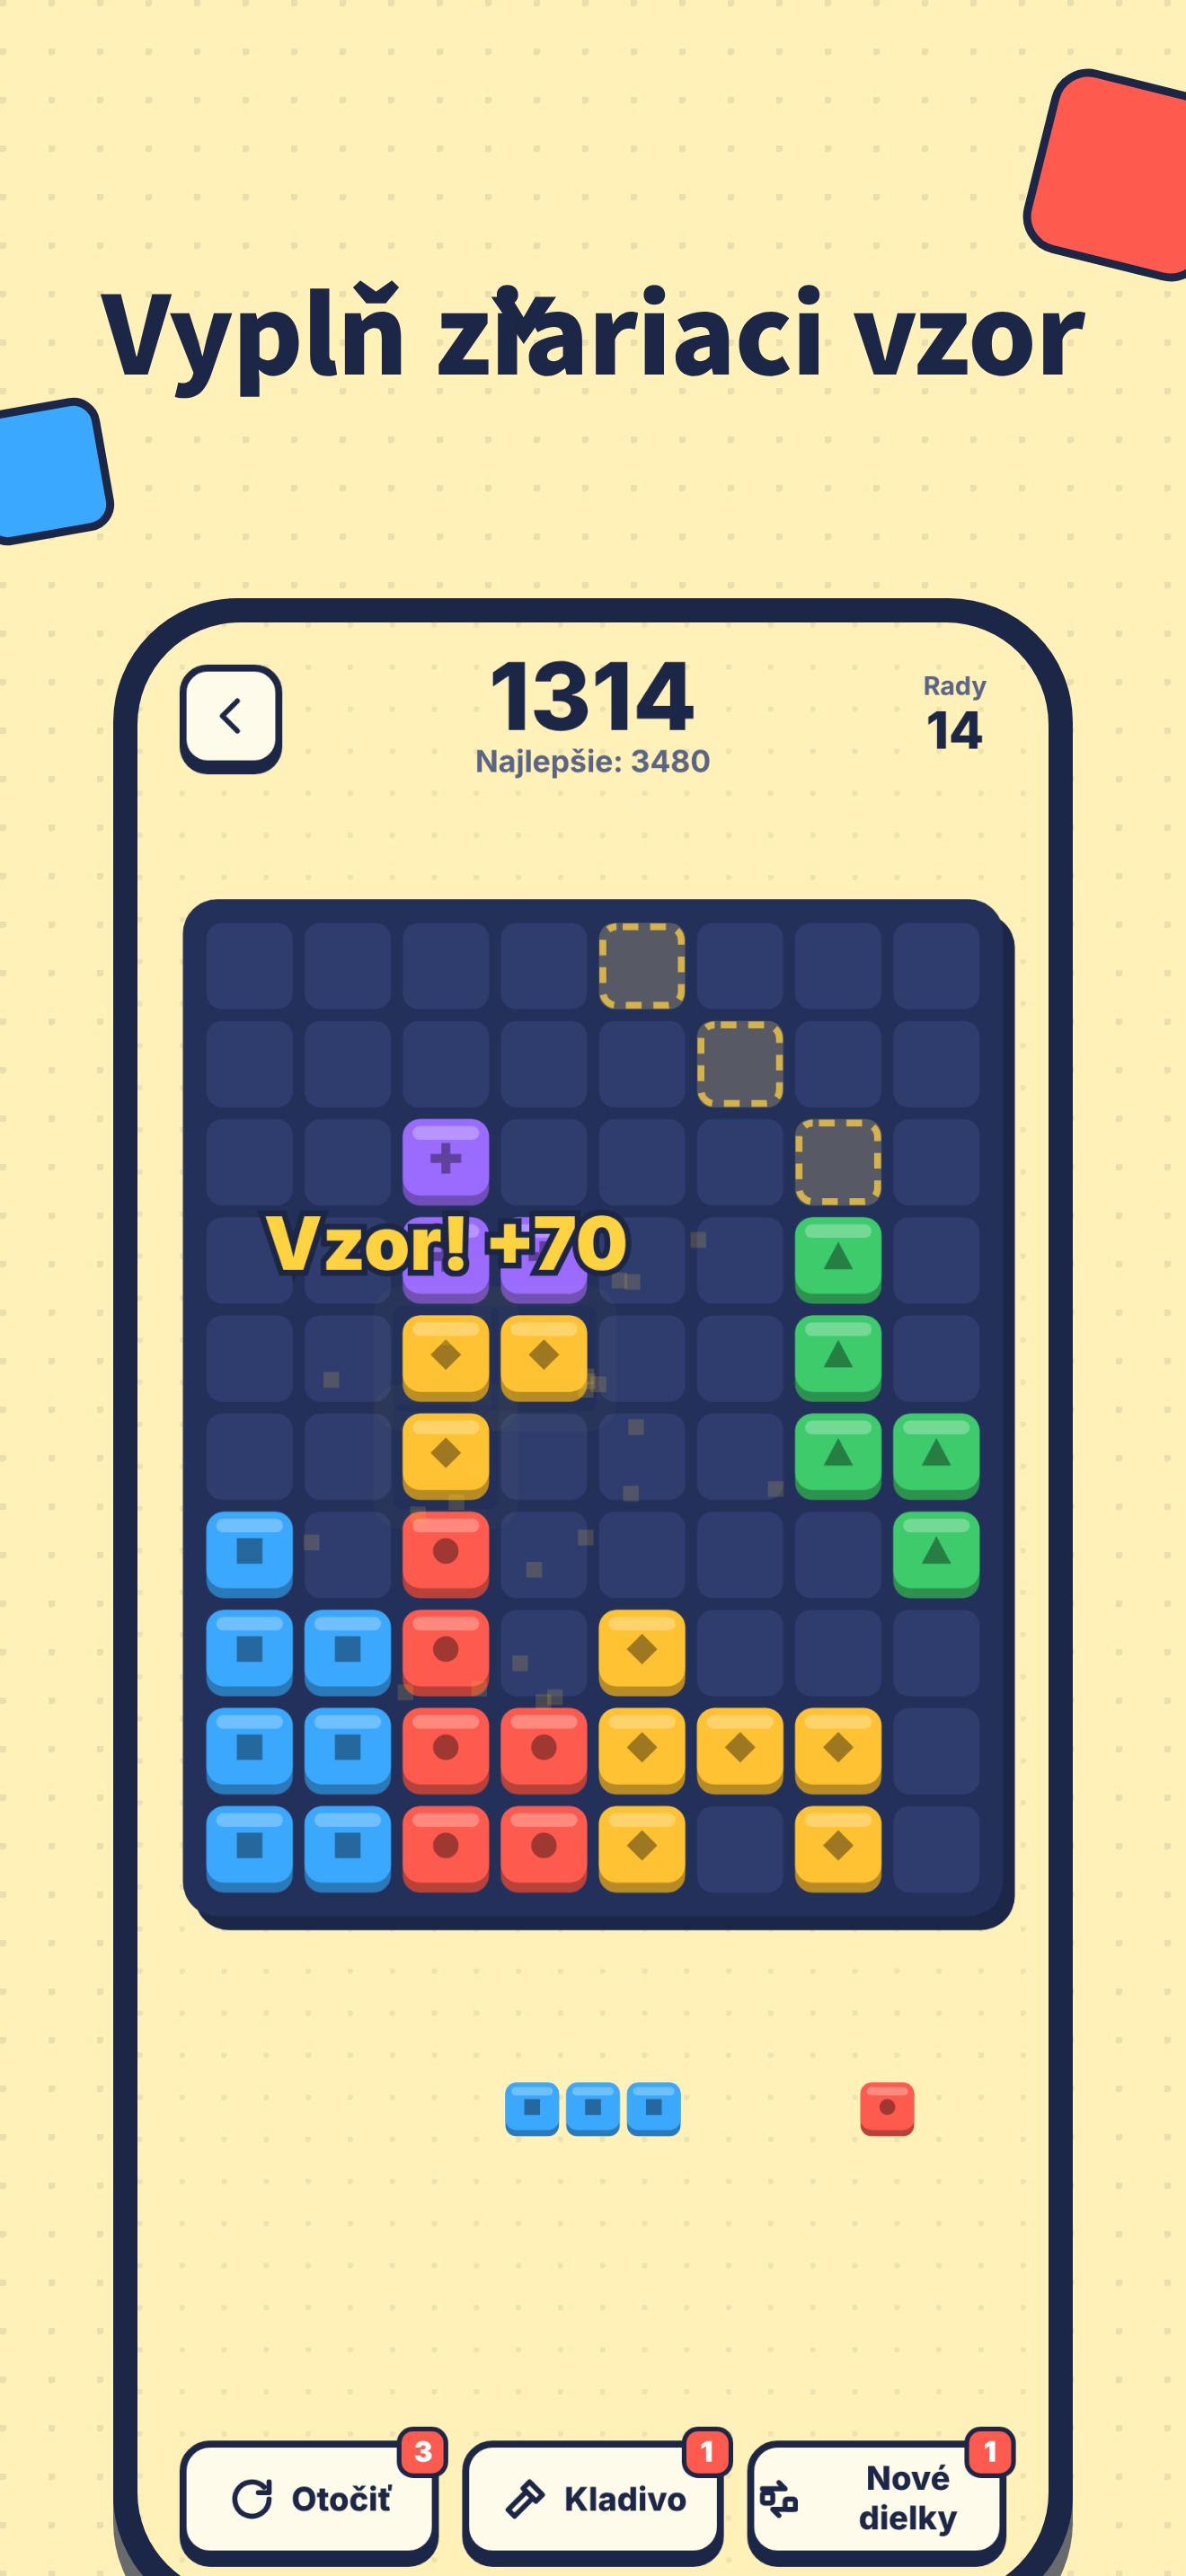 Vyplň žiariaci vzor
1314
Najlepšie: 3480
Rady
14
Vzor! +70
3
Otočiť
1
Kladivo
1
Nové
dielky